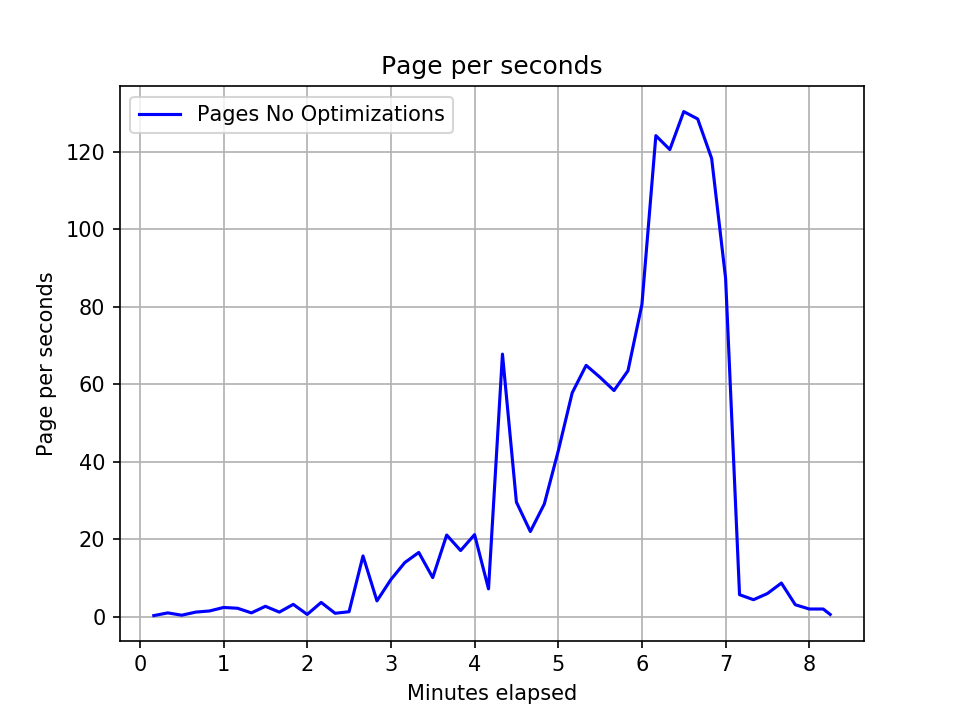 Page per seconds
Pages No Optimizations
Page per seconds
120
100
80
60
40
20
0
0 1 2 3 4 5 6 7 8
Minutes elapsed